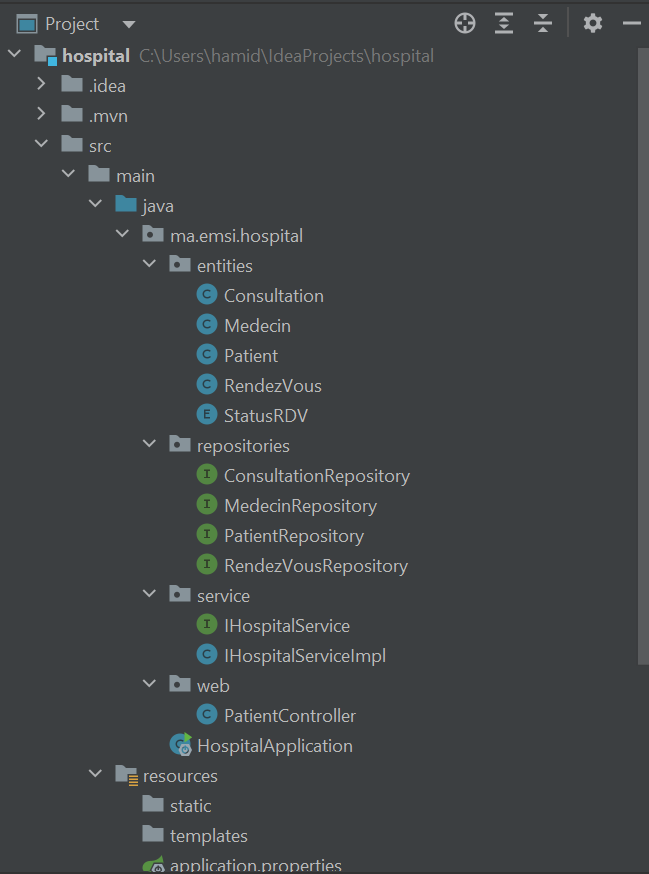 Project
hospital C:\Users\hamid\IdeaProjects\hospital
.idea
.mvn
src
main
java
ma.emsi.hospital
entities
C Consultation
C Medecin
C Patient
C RendezVous
E StatusRDV
repositories
I ConsultationRepository
I MedecinRepository
I PatientRepository
I RendezVousRepository
service
I IHospitalService
C IHospitalServiceImpl
web
C PatientController
C HospitalApplication
resources
static
templates
application.properties